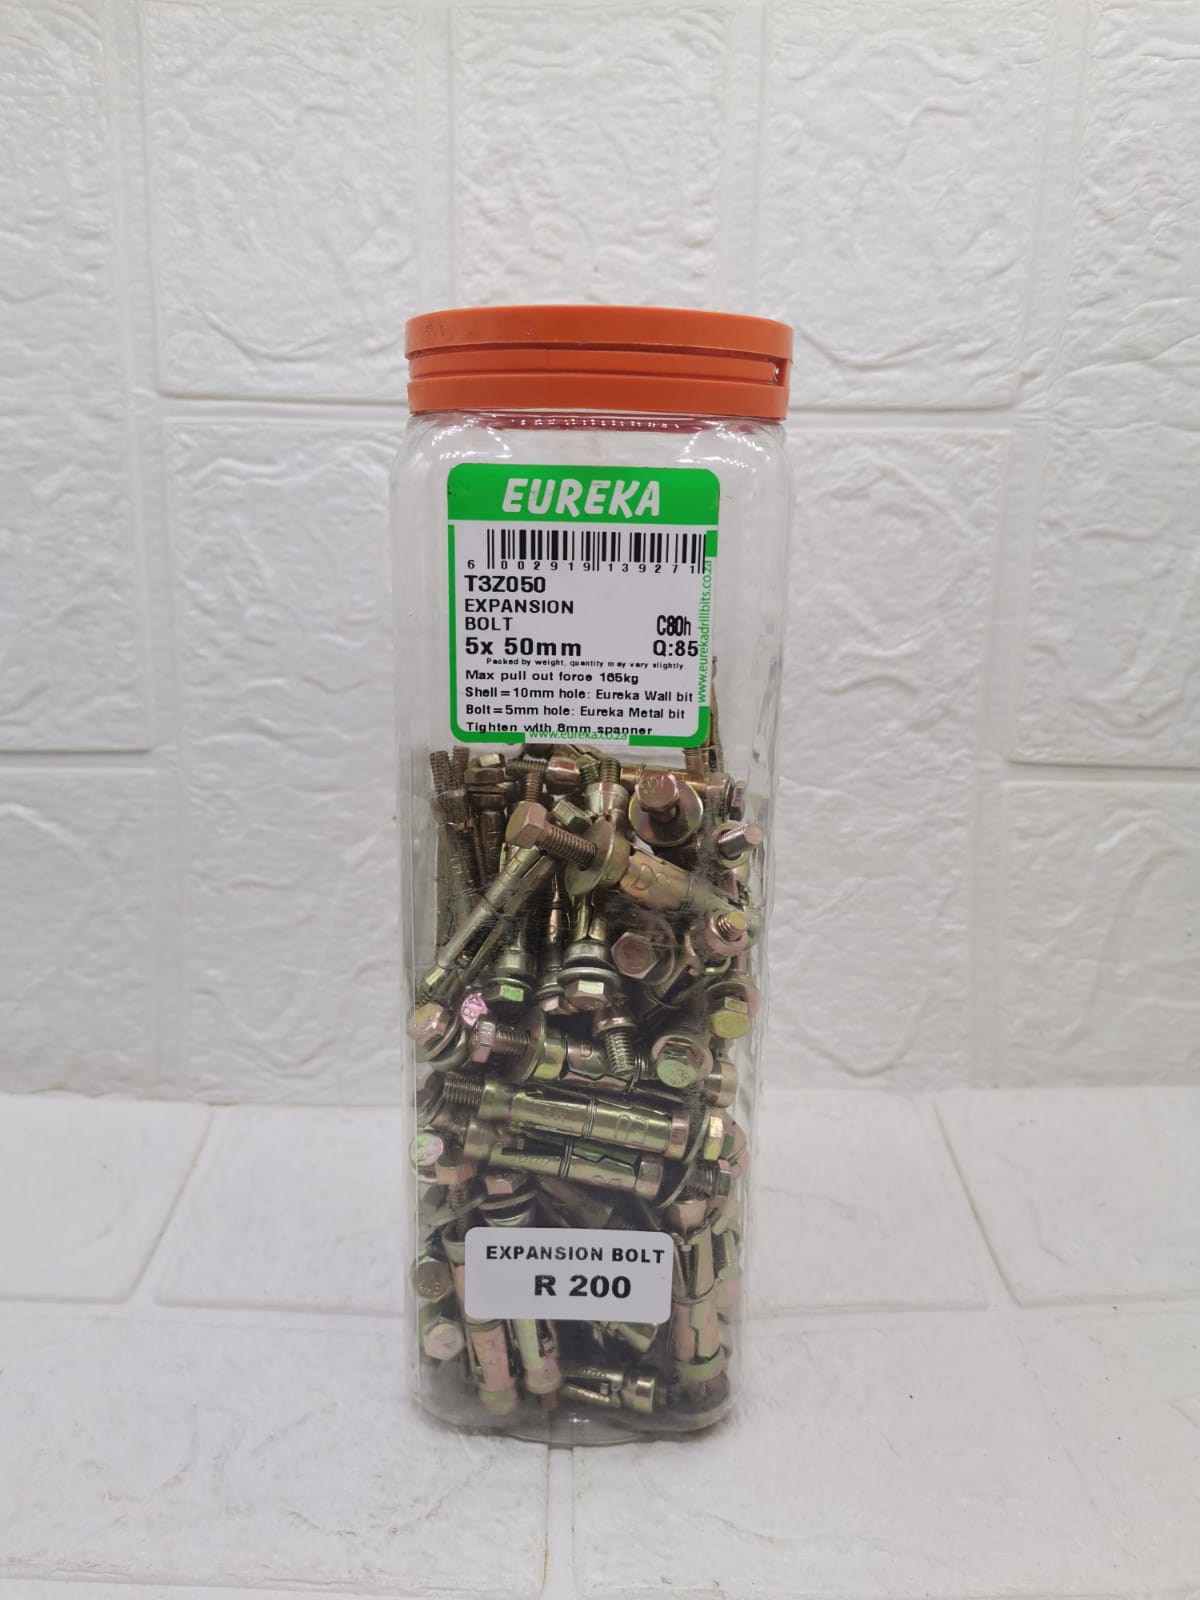 EUREKA
6 002919 139271
T3Z050
EXPANSION
BOLT C80h
5x 50mm Q:85
Packed by weight, quantity may vary slightly.
Max pull out force 165kg
Shell=10mm hole: Eureka Wall bit
Bolt=5mm hole: Eureka Metal bit
Tighten with 8mm spanner
www.eureka.co.za
www.eurekadrillbits.co.za
EXPANSION BOLT
R 200